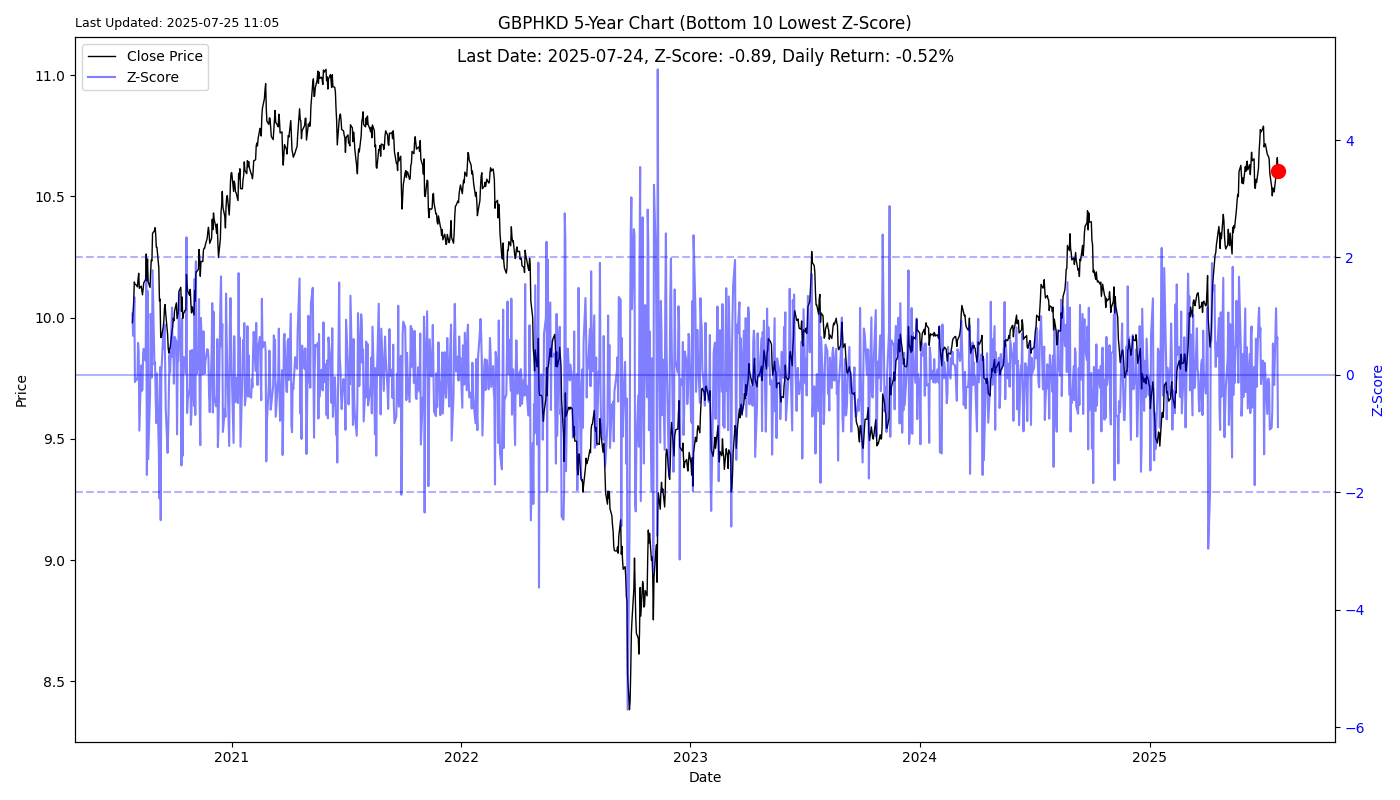 Last Updated: 2025-07-25 11:05
GBPHKD 5-Year Chart (Bottom 10 Lowest Z-Score)
Last Date: 2025-07-24, Z-Score: -0.89, Daily Return: -0.52%
Close Price
Z-Score
11.0
10.5
10.0
9.5
9.0
8.5
Price
4
2
0
−2
−4
−6
Z-Score
2021
2022
2023
2024
2025
Date